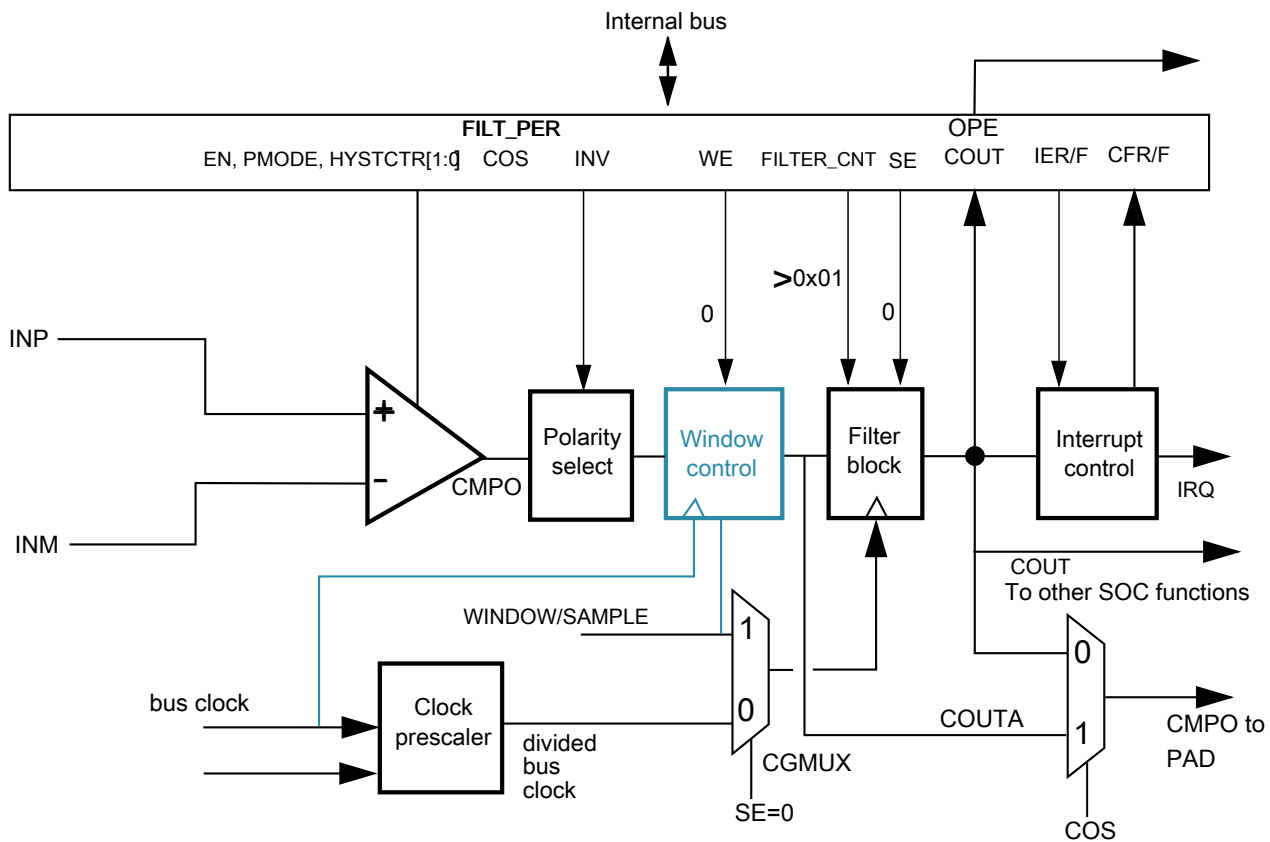 Internal bus
FILT_PER
OPE
EN, PMODE, HYSTCTR[1:0] COS INV WE FILTER_CNT SE COUT IER/F CFR/F
>0x01
0
0
INP
+
Polarity
select
Window
control
Filter
block
Interrupt
control
-
CMPO
IRQ
INM
COUT
To other SOC functions
WINDOW/SAMPLE
1
0
bus clock
Clock
prescaler
0
COUTA
1
CMPO to
PAD
divided
bus
clock
CGMUX
SE=0
COS